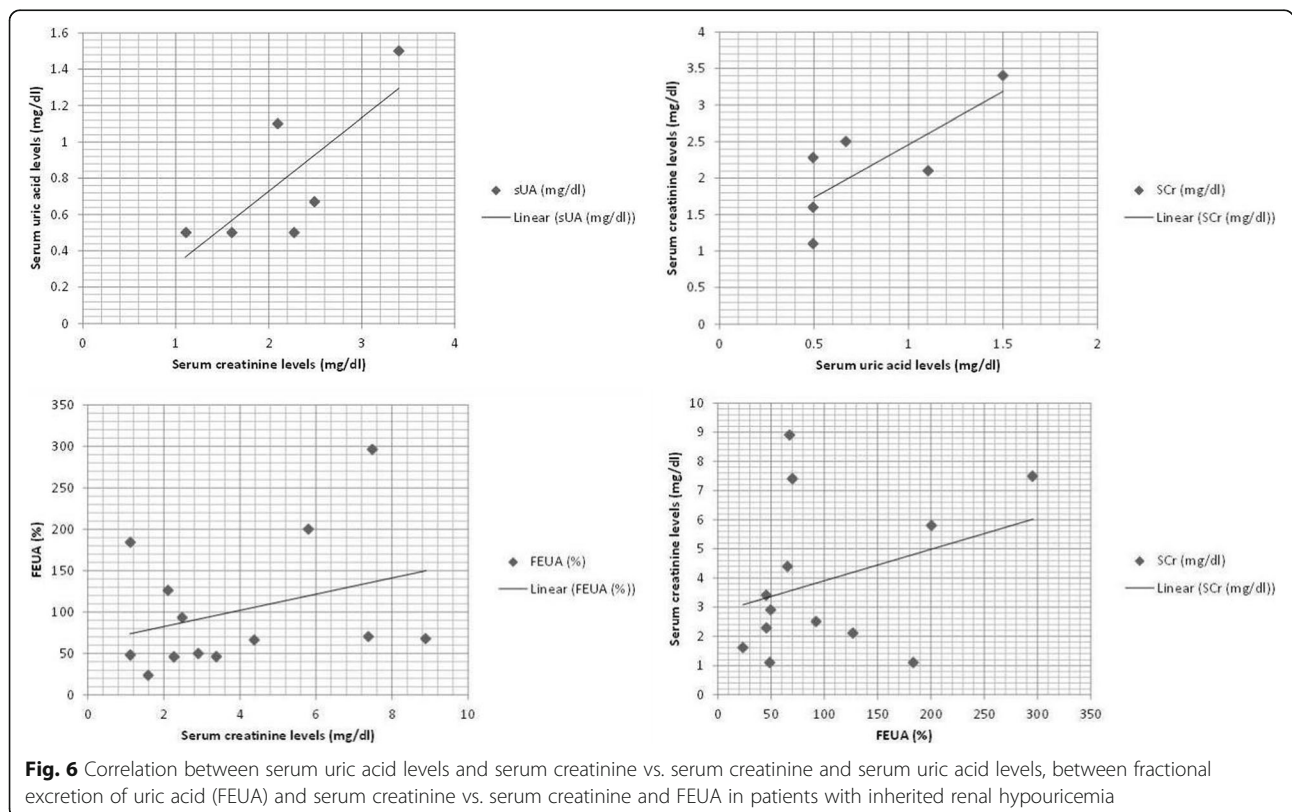 1.6
1.4
1.2
1
0.8
0.6
0.4
0.2
0
0 1 2 3 4
Serum uric acid levels (mg/dl)
Serum creatinine levels (mg/dl)
sUA (mg/dl)
Linear (sUA (mg/dl))
4
3.5
3
2.5
2
1.5
1
0.5
0
0 0.5 1 1.5 2
Serum creatinine levels (mg/dl)
Serum uric acid levels (mg/dl)
SCr (mg/dl)
Linear (SCr (mg/dl))
350
300
250
200
150
100
50
0
0 2 4 6 8 10
FEUA (%)
Serum creatinine levels (mg/dl)
FEUA (%)
Linear (FEUA (%))
10
9
8
7
6
5
4
3
2
1
0
0 50 100 150 200 250 300 350
Serum creatinine levels (mg/dl)
FEUA (%)
SCr (mg/dl)
Linear (SCr (mg/dl))
Fig. 6 Correlation between serum uric acid levels and serum creatinine vs. serum creatinine and serum uric acid levels, between fractional
excretion of uric acid (FEUA) and serum creatinine vs. serum creatinine and FEUA in patients with inherited renal hypouricemia